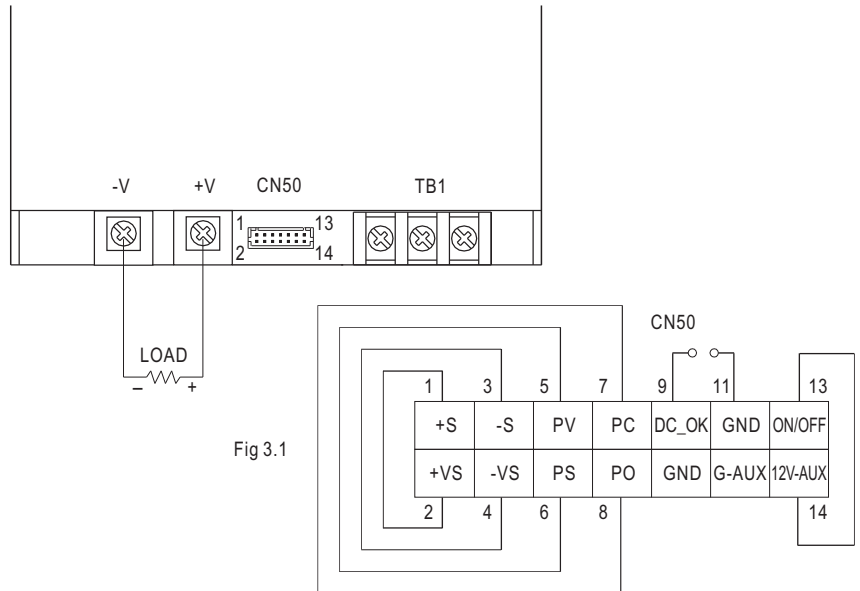 -V +V CN50 TB1
1 13
2 14
LOAD
– +
CN50
1 3 5 7 9 11 13
+S -S PV PC DC_OK GND ON/OFF
Fig 3.1
+VS -VS PS PO GND G-AUX 12V-AUX
2 4 6 8 14